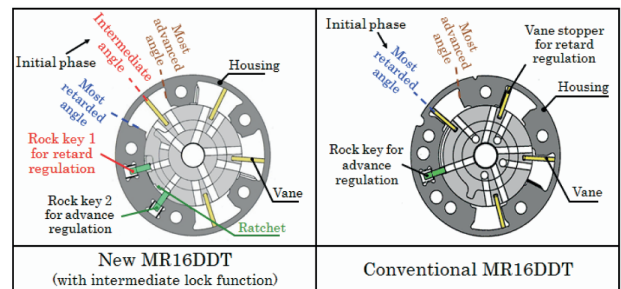 Initial phase
Intermediate
angle
Most
advanced
angle
Most
retarded
angle
Housing
Rock key 1
for retard
regulation
Rock key 2
for advance
regulation
Vane
Ratchet
New MR16DDT
(with intermediate lock function)
Initial phase
Most
retarded
angle
Most
advanced
angle
Vane stopper
for retard
regulation
Housing
Rock key for
advance
regulation
Vane
Conventional MR16DDT